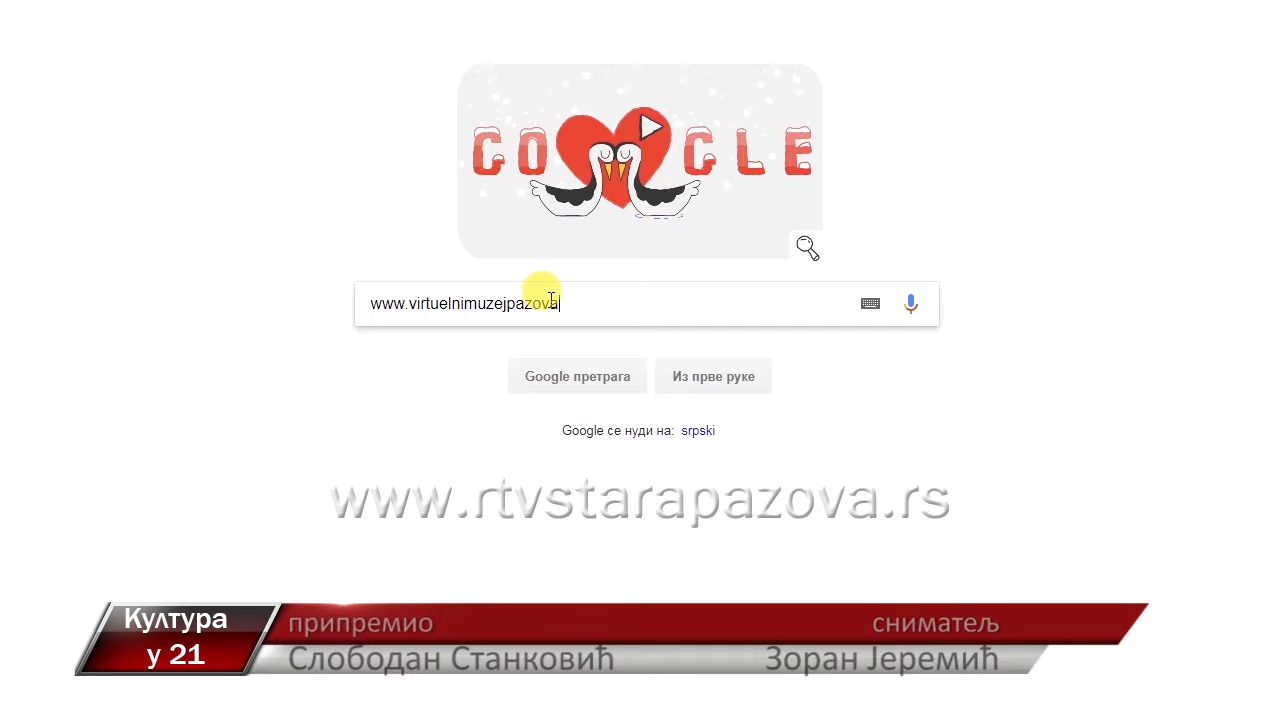 GOOGLE
www.virtuelnimuzejpazova
Google претрага Из прве руке
Google се нуди на: srpski
www.rtvstarapazova.rs
Култура
у 21
припремио сниматељ
Слободан Станковић Зоран Јеремић